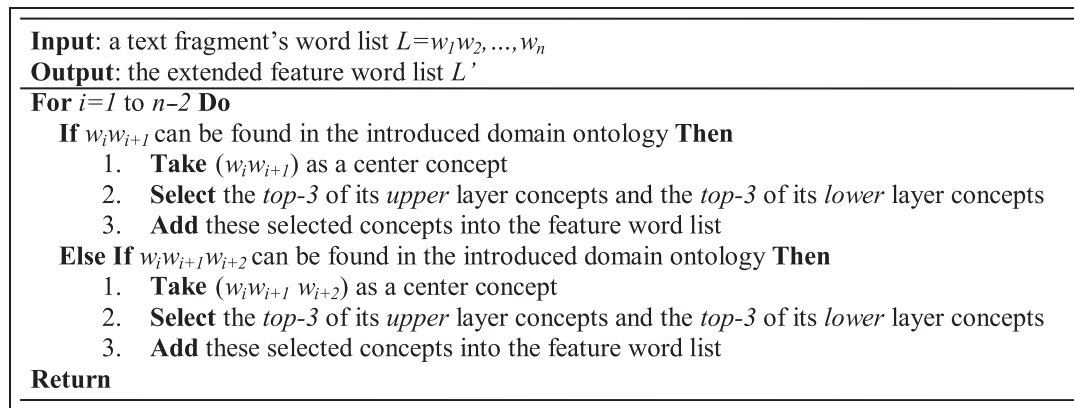 Input: a text fragment's word list L=w₁w₂,…,wₙ
Output: the extended feature word list L'
For i=1 to n–2 Do
If wᵢwᵢ₊₁ can be found in the introduced domain ontology Then
1. Take (wᵢwᵢ₊₁) as a center concept
2. Select the top-3 of its upper layer concepts and the top-3 of its lower layer concepts
3. Add these selected concepts into the feature word list
Else If wᵢwᵢ₊₁wᵢ₊₂ can be found in the introduced domain ontology Then
1. Take (wᵢwᵢ₊₁ wᵢ₊₂) as a center concept
2. Select the top-3 of its upper layer concepts and the top-3 of its lower layer concepts
3. Add these selected concepts into the feature word list
Return